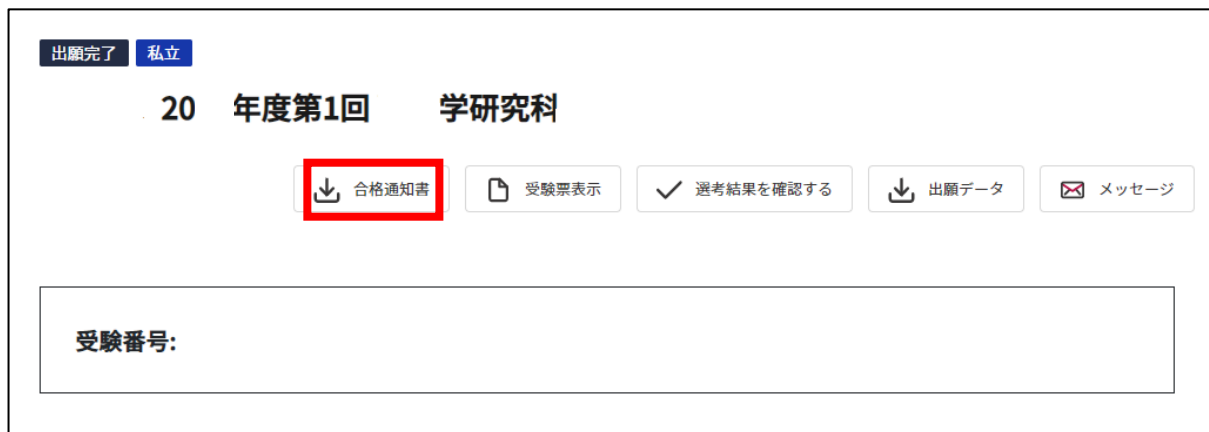 出願完了 私立
20 年度第1回 学研究科
合格通知書 受験票表示 選考結果を確認する 出願データ メッセージ
受験番号: